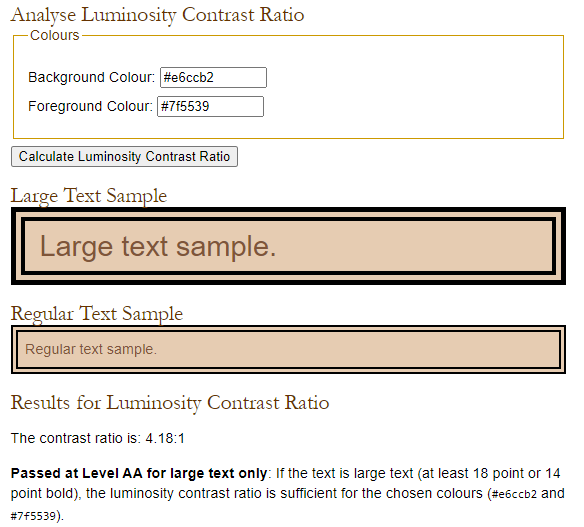 Analyse Luminosity Contrast Ratio
Colours
Background Colour: #e6ccb2
Foreground Colour: #7f5539
Calculate Luminosity Contrast Ratio
Large Text Sample
Large text sample.
Regular Text Sample
Regular text sample.
Results for Luminosity Contrast Ratio
The contrast ratio is: 4.18:1
Passed at Level AA for large text only: If the text is large text (at least 18 point or 14
point bold), the luminosity contrast ratio is sufficient for the chosen colours (#e6ccb2 and
#7f5539).